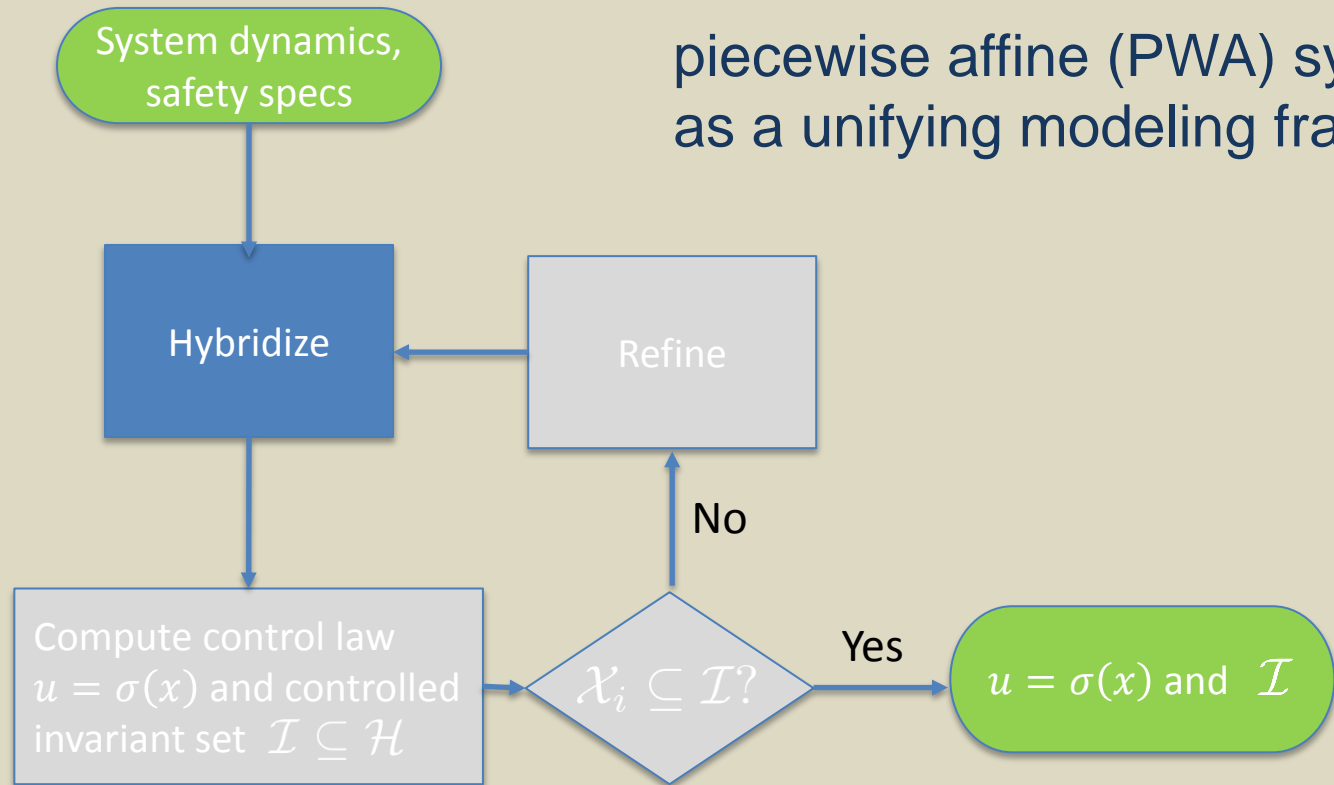 System dynamics,
safety specs
piecewise affine (PWA) sy
as a unifying modeling fra
Hybridize
Refine
No
Compute control law
𝑢 = 𝜎(𝑥) and controlled
invariant set ℐ ⊆ ℋ
𝒳ᵢ ⊆ ℐ?
Yes
𝑢 = 𝜎(𝑥) and ℐ